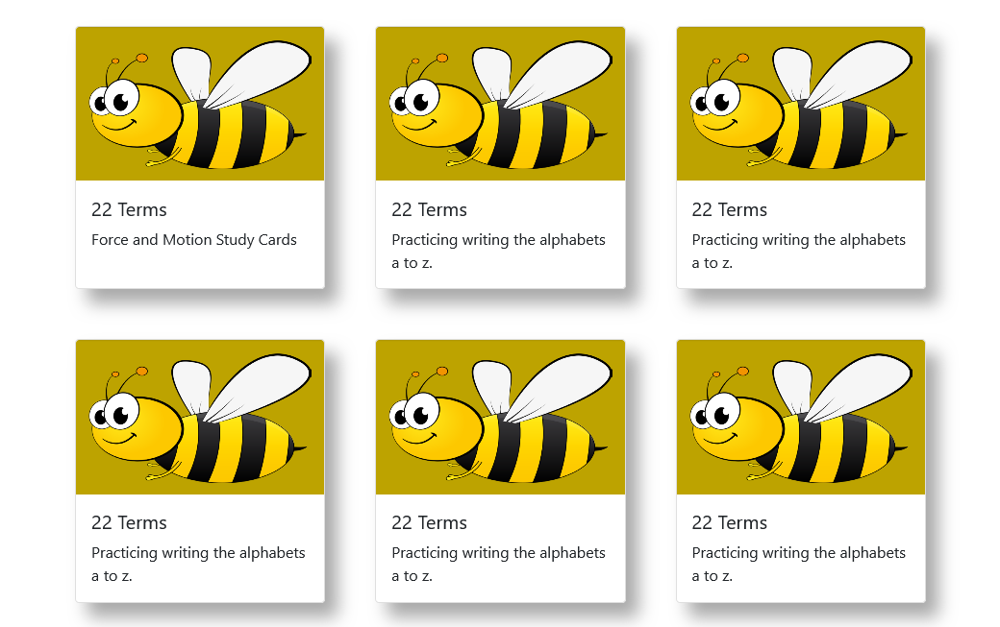 22 Terms
Force and Motion Study Cards
22 Terms
Practicing writing the alphabets
a to z.
22 Terms
Practicing writing the alphabets
a to z.
22 Terms
Practicing writing the alphabets
a to z.
22 Terms
Practicing writing the alphabets
a to z.
22 Terms
Practicing writing the alphabets
a to z.